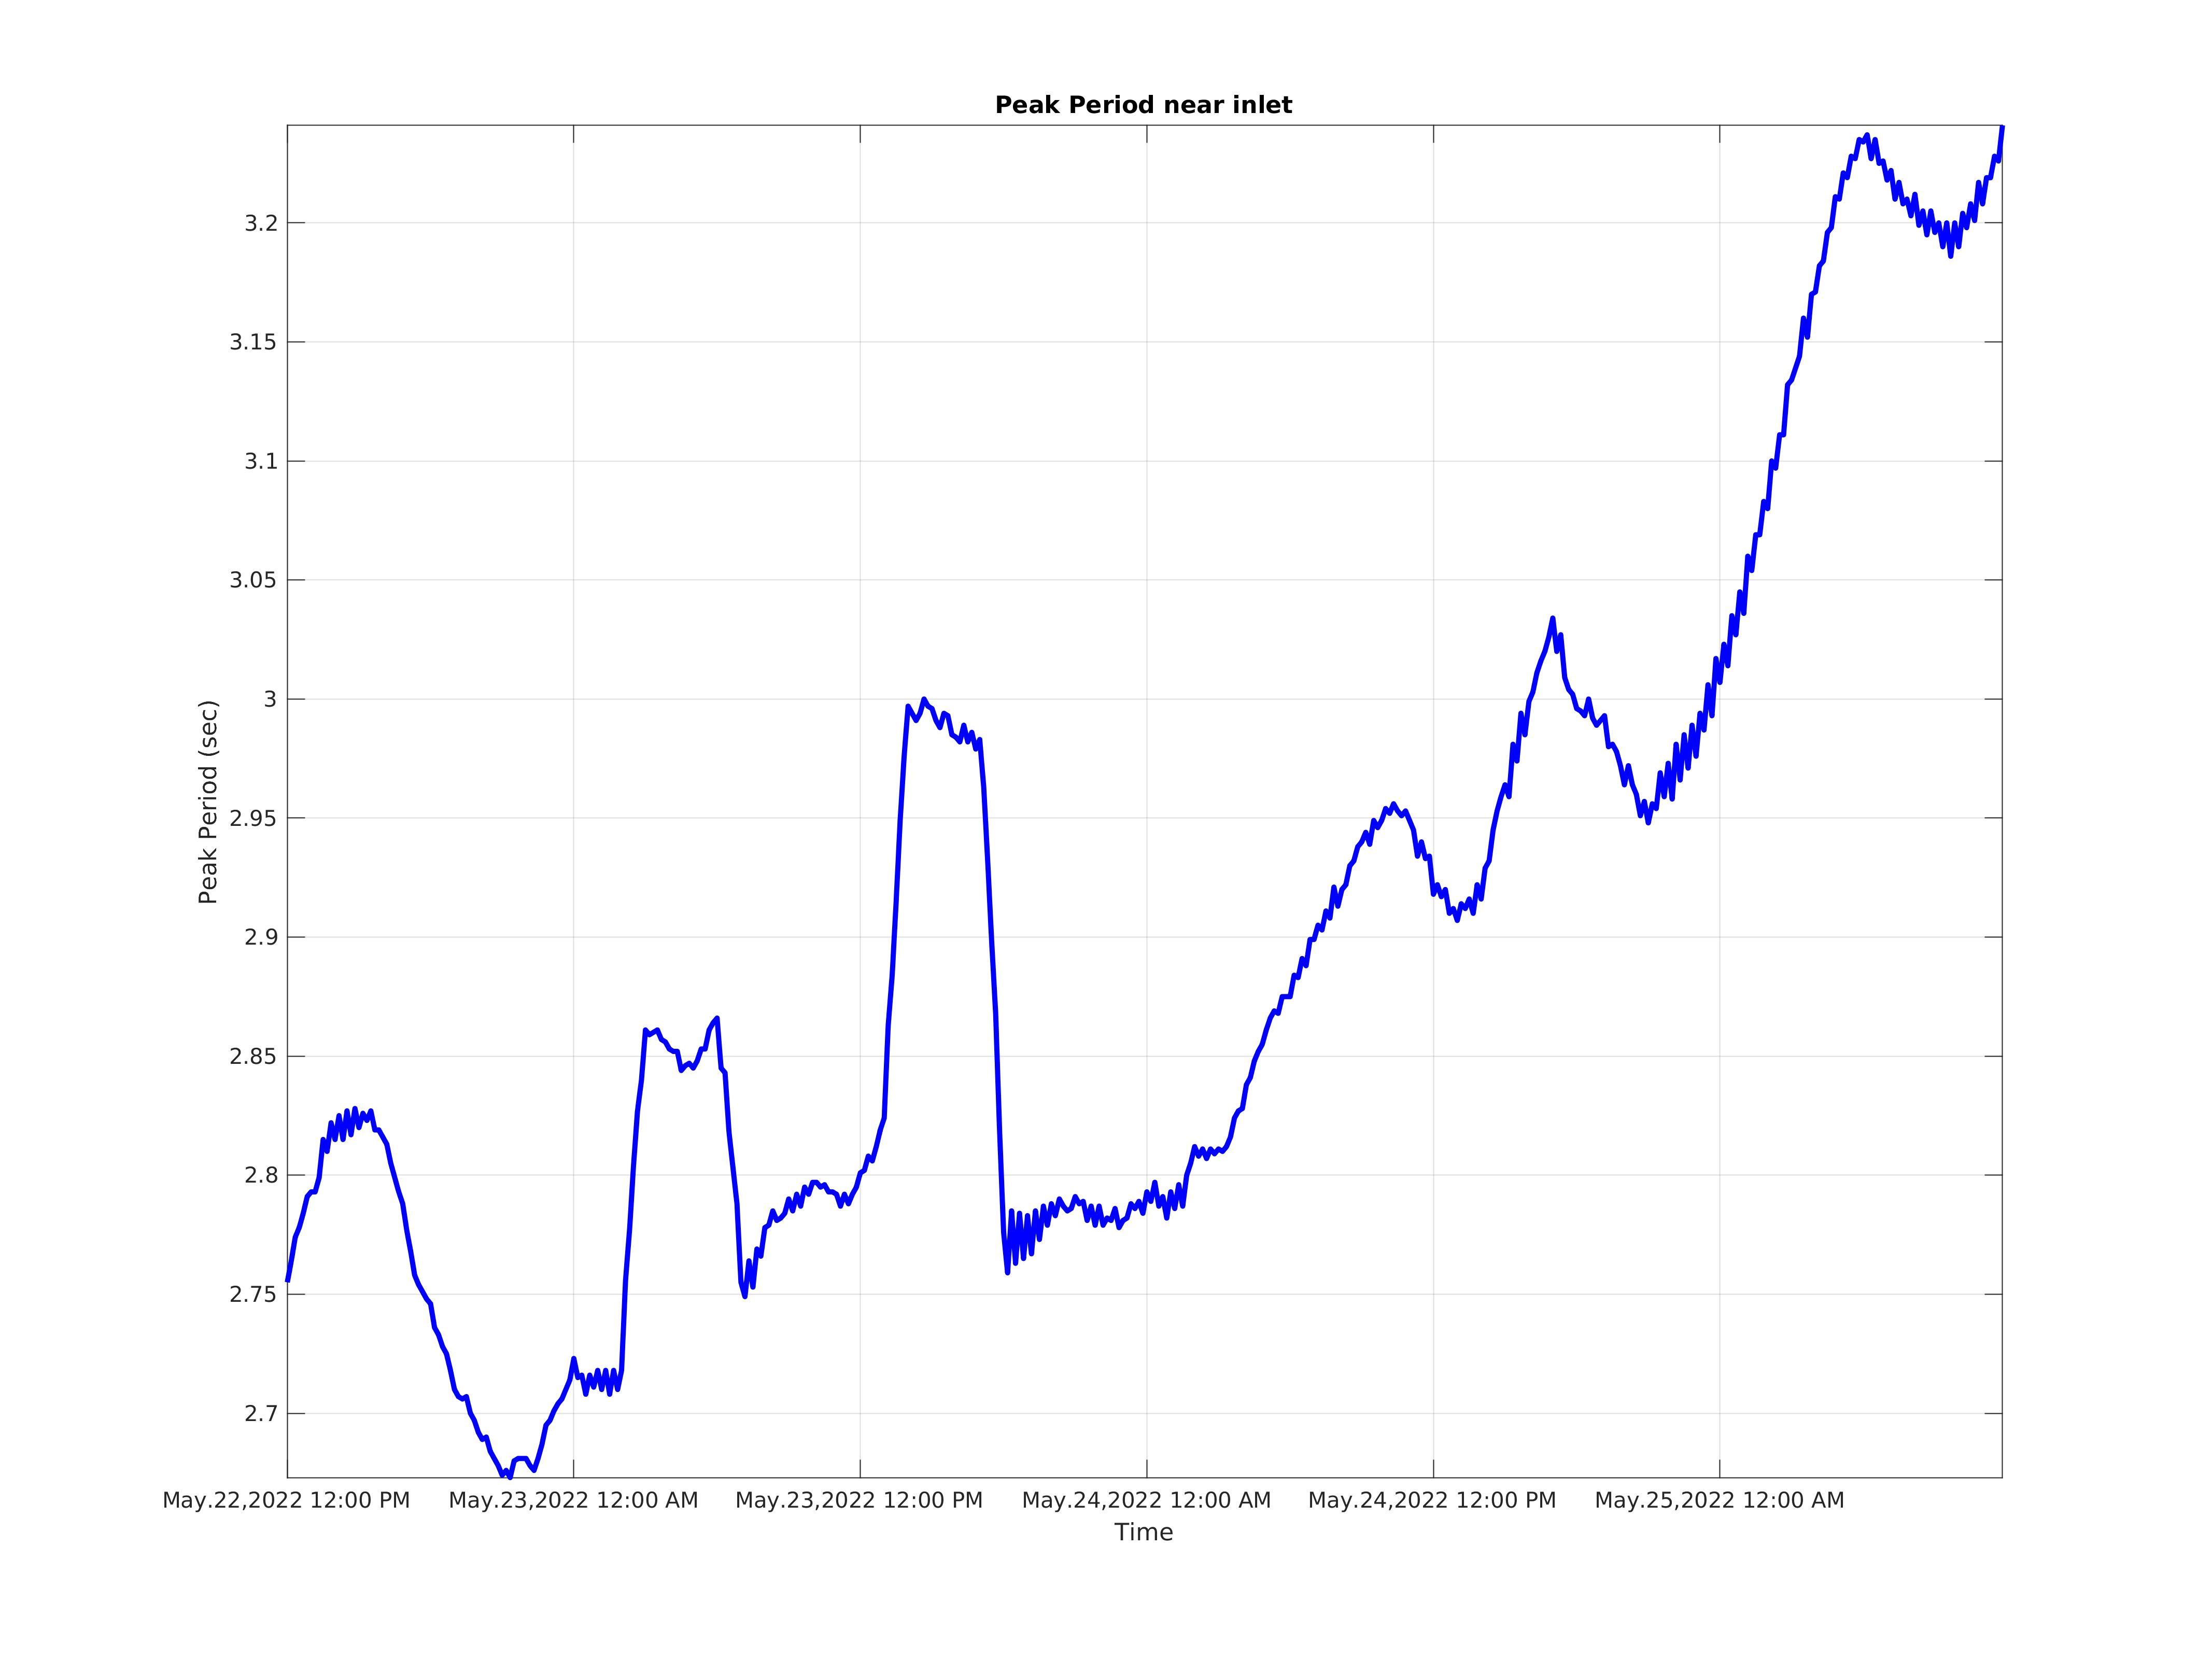 Peak Period near inlet
3.2
3.15
3.1
3.05
3
2.95
2.9
2.85
2.8
2.75
2.7
Peak Period (sec)
May.22,2022 12:00 PM May.23,2022 12:00 AM May.23,2022 12:00 PM May.24,2022 12:00 AM May.24,2022 12:00 PM May.25,2022 12:00 AM
Time